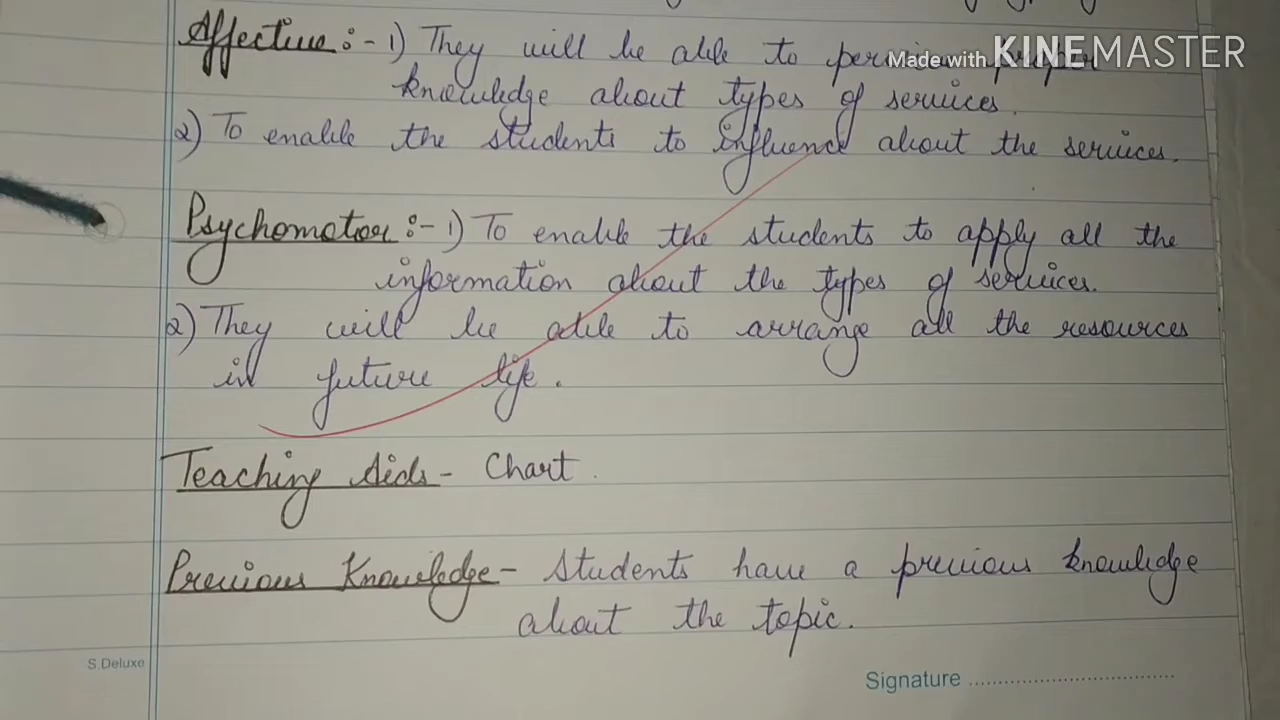 Affective :- 1) They will be able to proper
Made with KINEMASTER
knowledge about types of services.
2) To enable the students to influence about the services.
Psychomotor :- 1) To enable the students to apply all the
information about the types of services.
2) They will be able to arrange all the resources
in future life.
Teaching Aids - Chart.
Previous Knowledge - Students have a previous knowledge
about the topic.
S.Deluxe
Signature